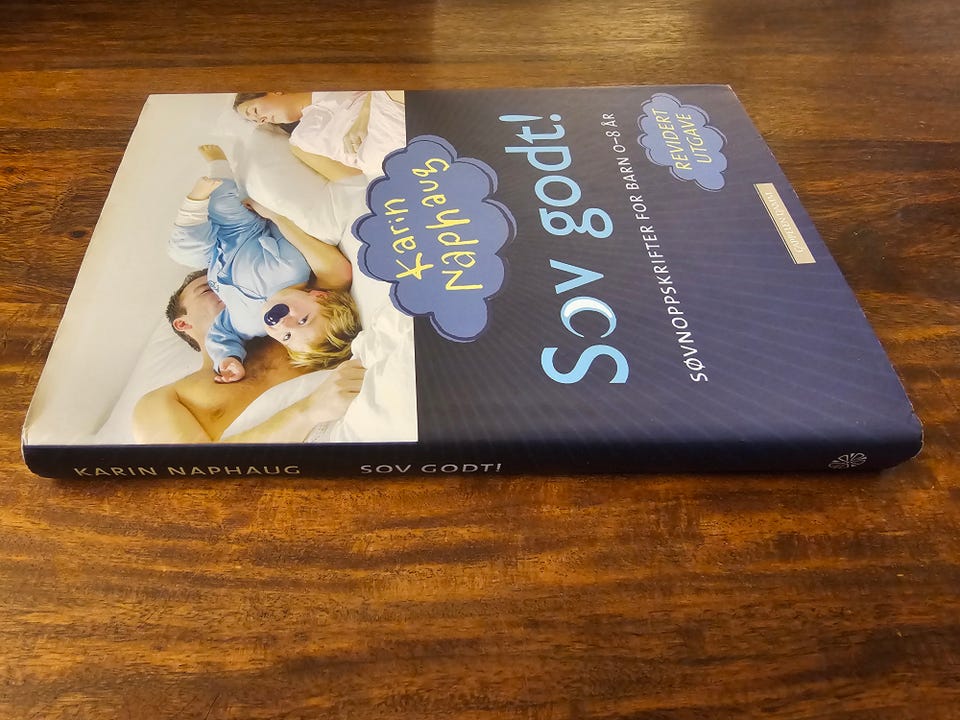 Karin
Naphaug
Sov godt!
SØVNOPPSKRIFTER FOR BARN 0–8 ÅR
REVIDERT
UTGAVE
KARIN NAPHAUG SOV GODT!